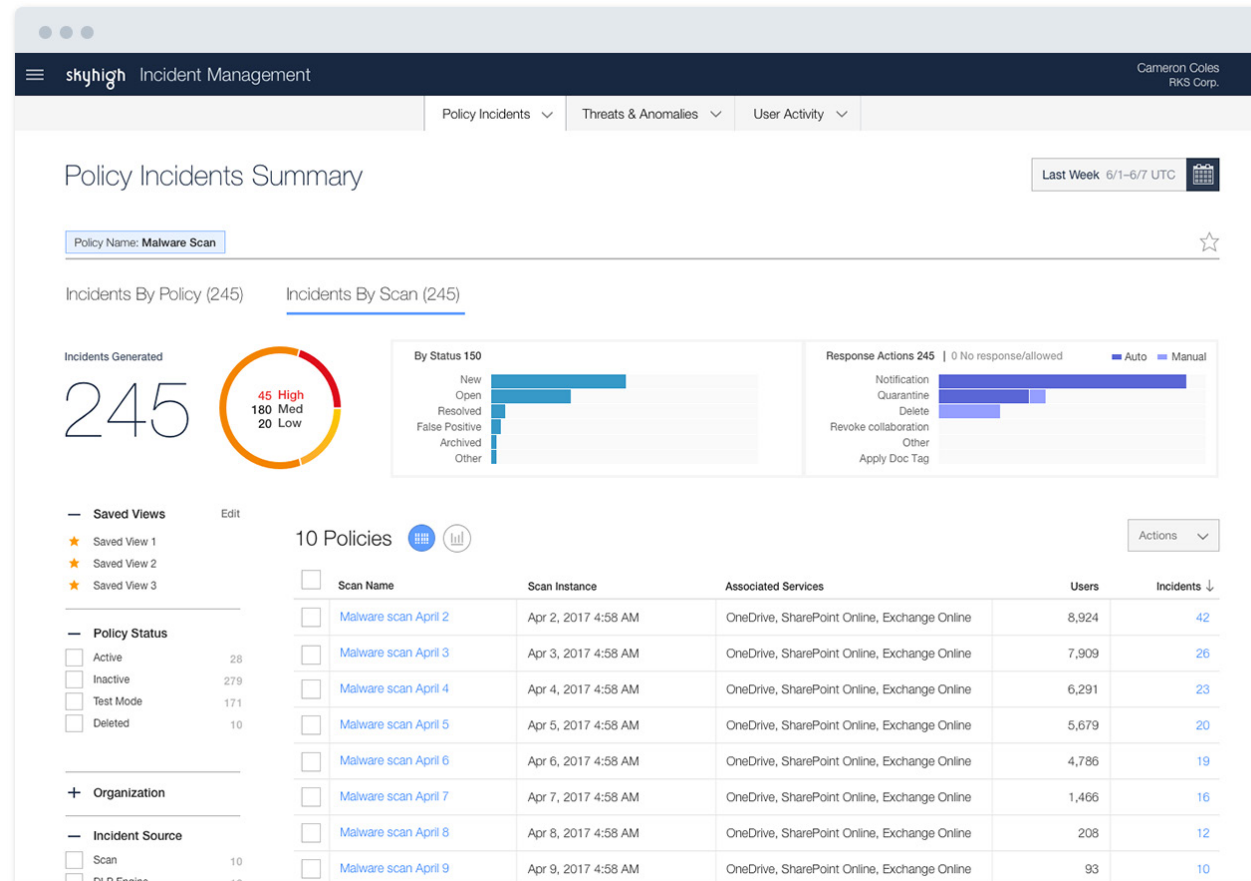 skyhigh Incident Management
Cameron Coles
RKS Corp.
Policy Incidents
Threats & Anomalies
User Activity
Policy Incidents Summary
Last Week 6/1–6/7 UTC
Policy Name: Malware Scan
Incidents By Policy (245)
Incidents By Scan (245)
Incidents Generated
245
45 High
180 Med
20 Low
By Status 150
New
Open
Resolved
False Positive
Archived
Other
Response Actions 245 | 0 No response/allowed
Auto
Manual
Notification
Quarantine
Delete
Revoke collaboration
Other
Apply Doc Tag
Saved Views Edit
Saved View 1
Saved View 2
Saved View 3
Policy Status
Active 28
Inactive 279
Test Mode 171
Deleted 10
Organization
Incident Source
Scan 10
DLP Engine
10 Policies
Actions
Scan Name Scan Instance Associated Services Users Incidents
Malware scan April 2 Apr 2, 2017 4:58 AM OneDrive, SharePoint Online, Exchange Online 8,924 42
Malware scan April 3 Apr 3, 2017 4:58 AM OneDrive, SharePoint Online, Exchange Online 7,909 26
Malware scan April 4 Apr 4, 2017 4:58 AM OneDrive, SharePoint Online, Exchange Online 6,291 23
Malware scan April 5 Apr 5, 2017 4:58 AM OneDrive, SharePoint Online, Exchange Online 5,679 20
Malware scan April 6 Apr 6, 2017 4:58 AM OneDrive, SharePoint Online, Exchange Online 4,786 19
Malware scan April 7 Apr 7, 2017 4:58 AM OneDrive, SharePoint Online, Exchange Online 1,466 16
Malware scan April 8 Apr 8, 2017 4:58 AM OneDrive, SharePoint Online, Exchange Online 208 12
Malware scan April 9 Apr 9, 2017 4:58 AM OneDrive, SharePoint Online, Exchange Online 93 10